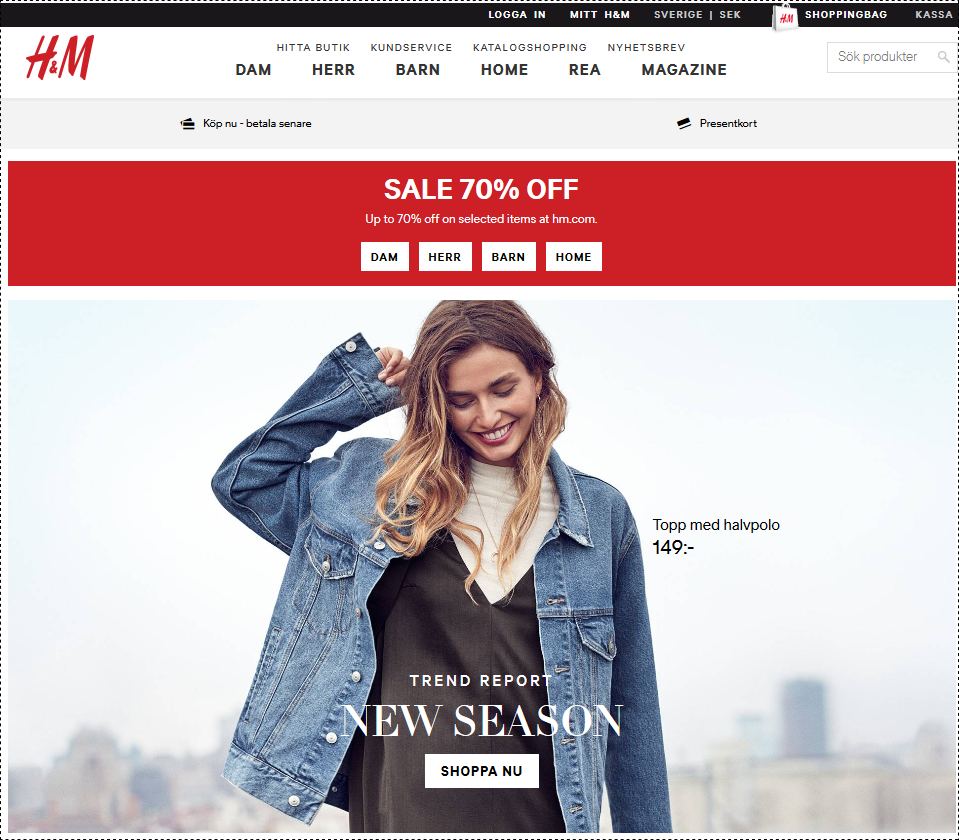 LOGGA IN MITT H&M SVERIGE | SEK H&M SHOPPINGBAG KASSA
H&M
HITTA BUTIK KUNDSERVICE KATALOGSHOPPING NYHETSBREV
DAM HERR BARN HOME REA MAGAZINE
Sök produkter
Köp nu - betala senare Presentkort
SALE 70% OFF
Up to 70% off on selected items at hm.com.
DAM HERR BARN HOME
Topp med halvpolo
149:-
TREND REPORT
NEW SEASON
SHOPPA NU